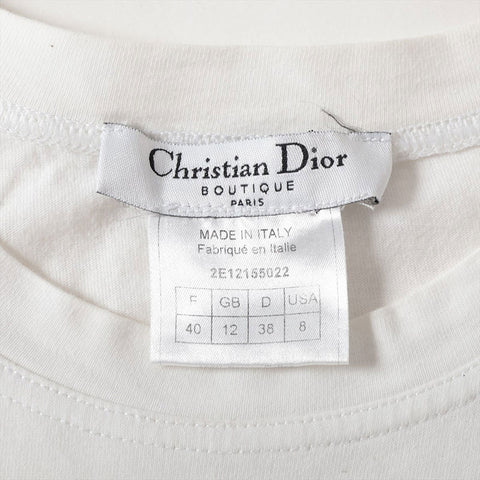 Christian Dior
BOUTIQUE
PARIS
MADE IN ITALY
Fabriqué en Italie
2E12155022
F GB D USA
40 12 38 8